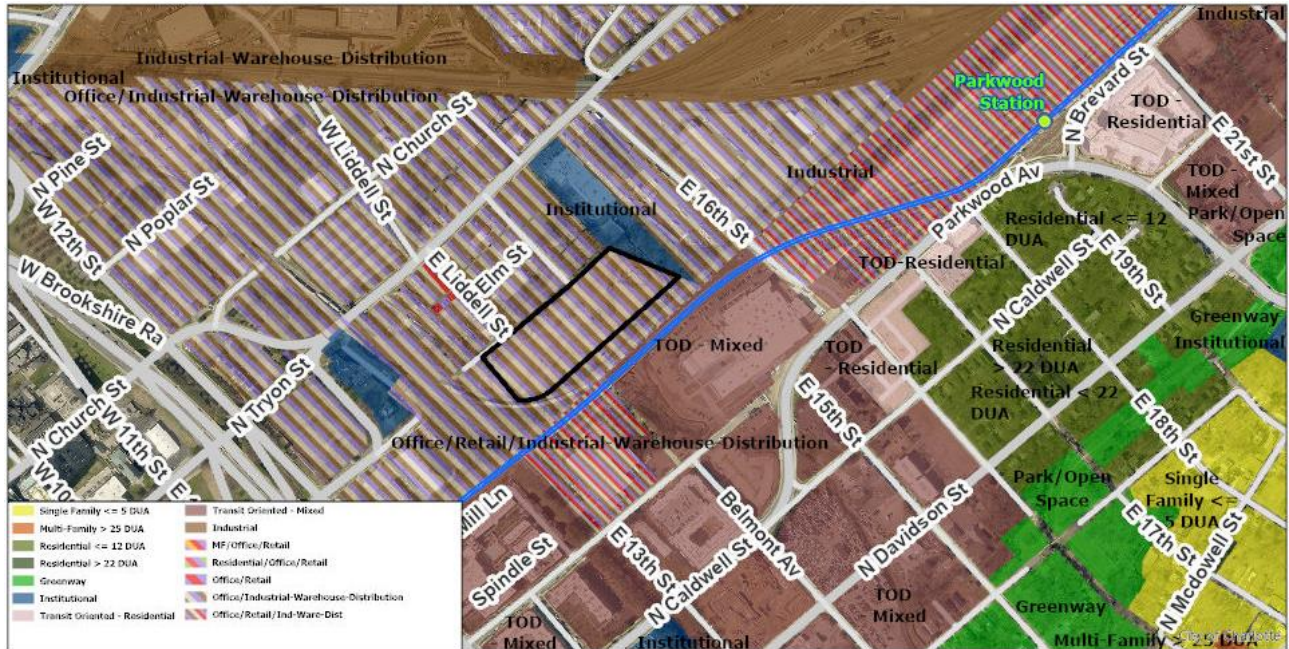 Industrial
Industrial-Warehouse-Distribution
Institutional
Office/Industrial-Warehouse-Distribution
Parkwood
Station
N Brevard St
TOD -
Residential
E 21st St
N Church St
W Liddell St
N Pine St
W 12th St
N Poplar St
Industrial
E 16th St
Parkwood Av
TOD -
Mixed
Park/Open
Space
Institutional
Residential <= 12
DUA
E 19th St
N Caldwell St
TOD-Residential
W Brookshire Ra
Elm St
E Liddell St
Greenway
Institutional
TOD - Mixed
TOD
- Residential
Residential
> 22 DUA
Residential < 22
DUA
N Church St
W 11th St
W 10
N Tryon St
E 15th St
E 18th St
Office/Retail/Industrial-Warehouse-Distribution
Park/Open
Space
Single
Family <=
5 DUA
E 17th St
N Mcdowell St
Mill Ln
Spindle St
E 13th St
Belmont Av
N Caldwell St
N Davidson St
TOD
Mixed
TOD
- Mixed
Institutional
Greenway
Multi-Family > 25 DUA
City of Charlotte
Single Family <= 5 DUA
Multi-Family > 25 DUA
Residential <= 12 DUA
Residential > 22 DUA
Greenway
Institutional
Transit Oriented - Residential
Transit Oriented - Mixed
Industrial
MF/Office/Retail
Residential/Office/Retail
Office/Retail
Office/Industrial-Warehouse-Distribution
Office/Retail/Ind-Ware-Dist